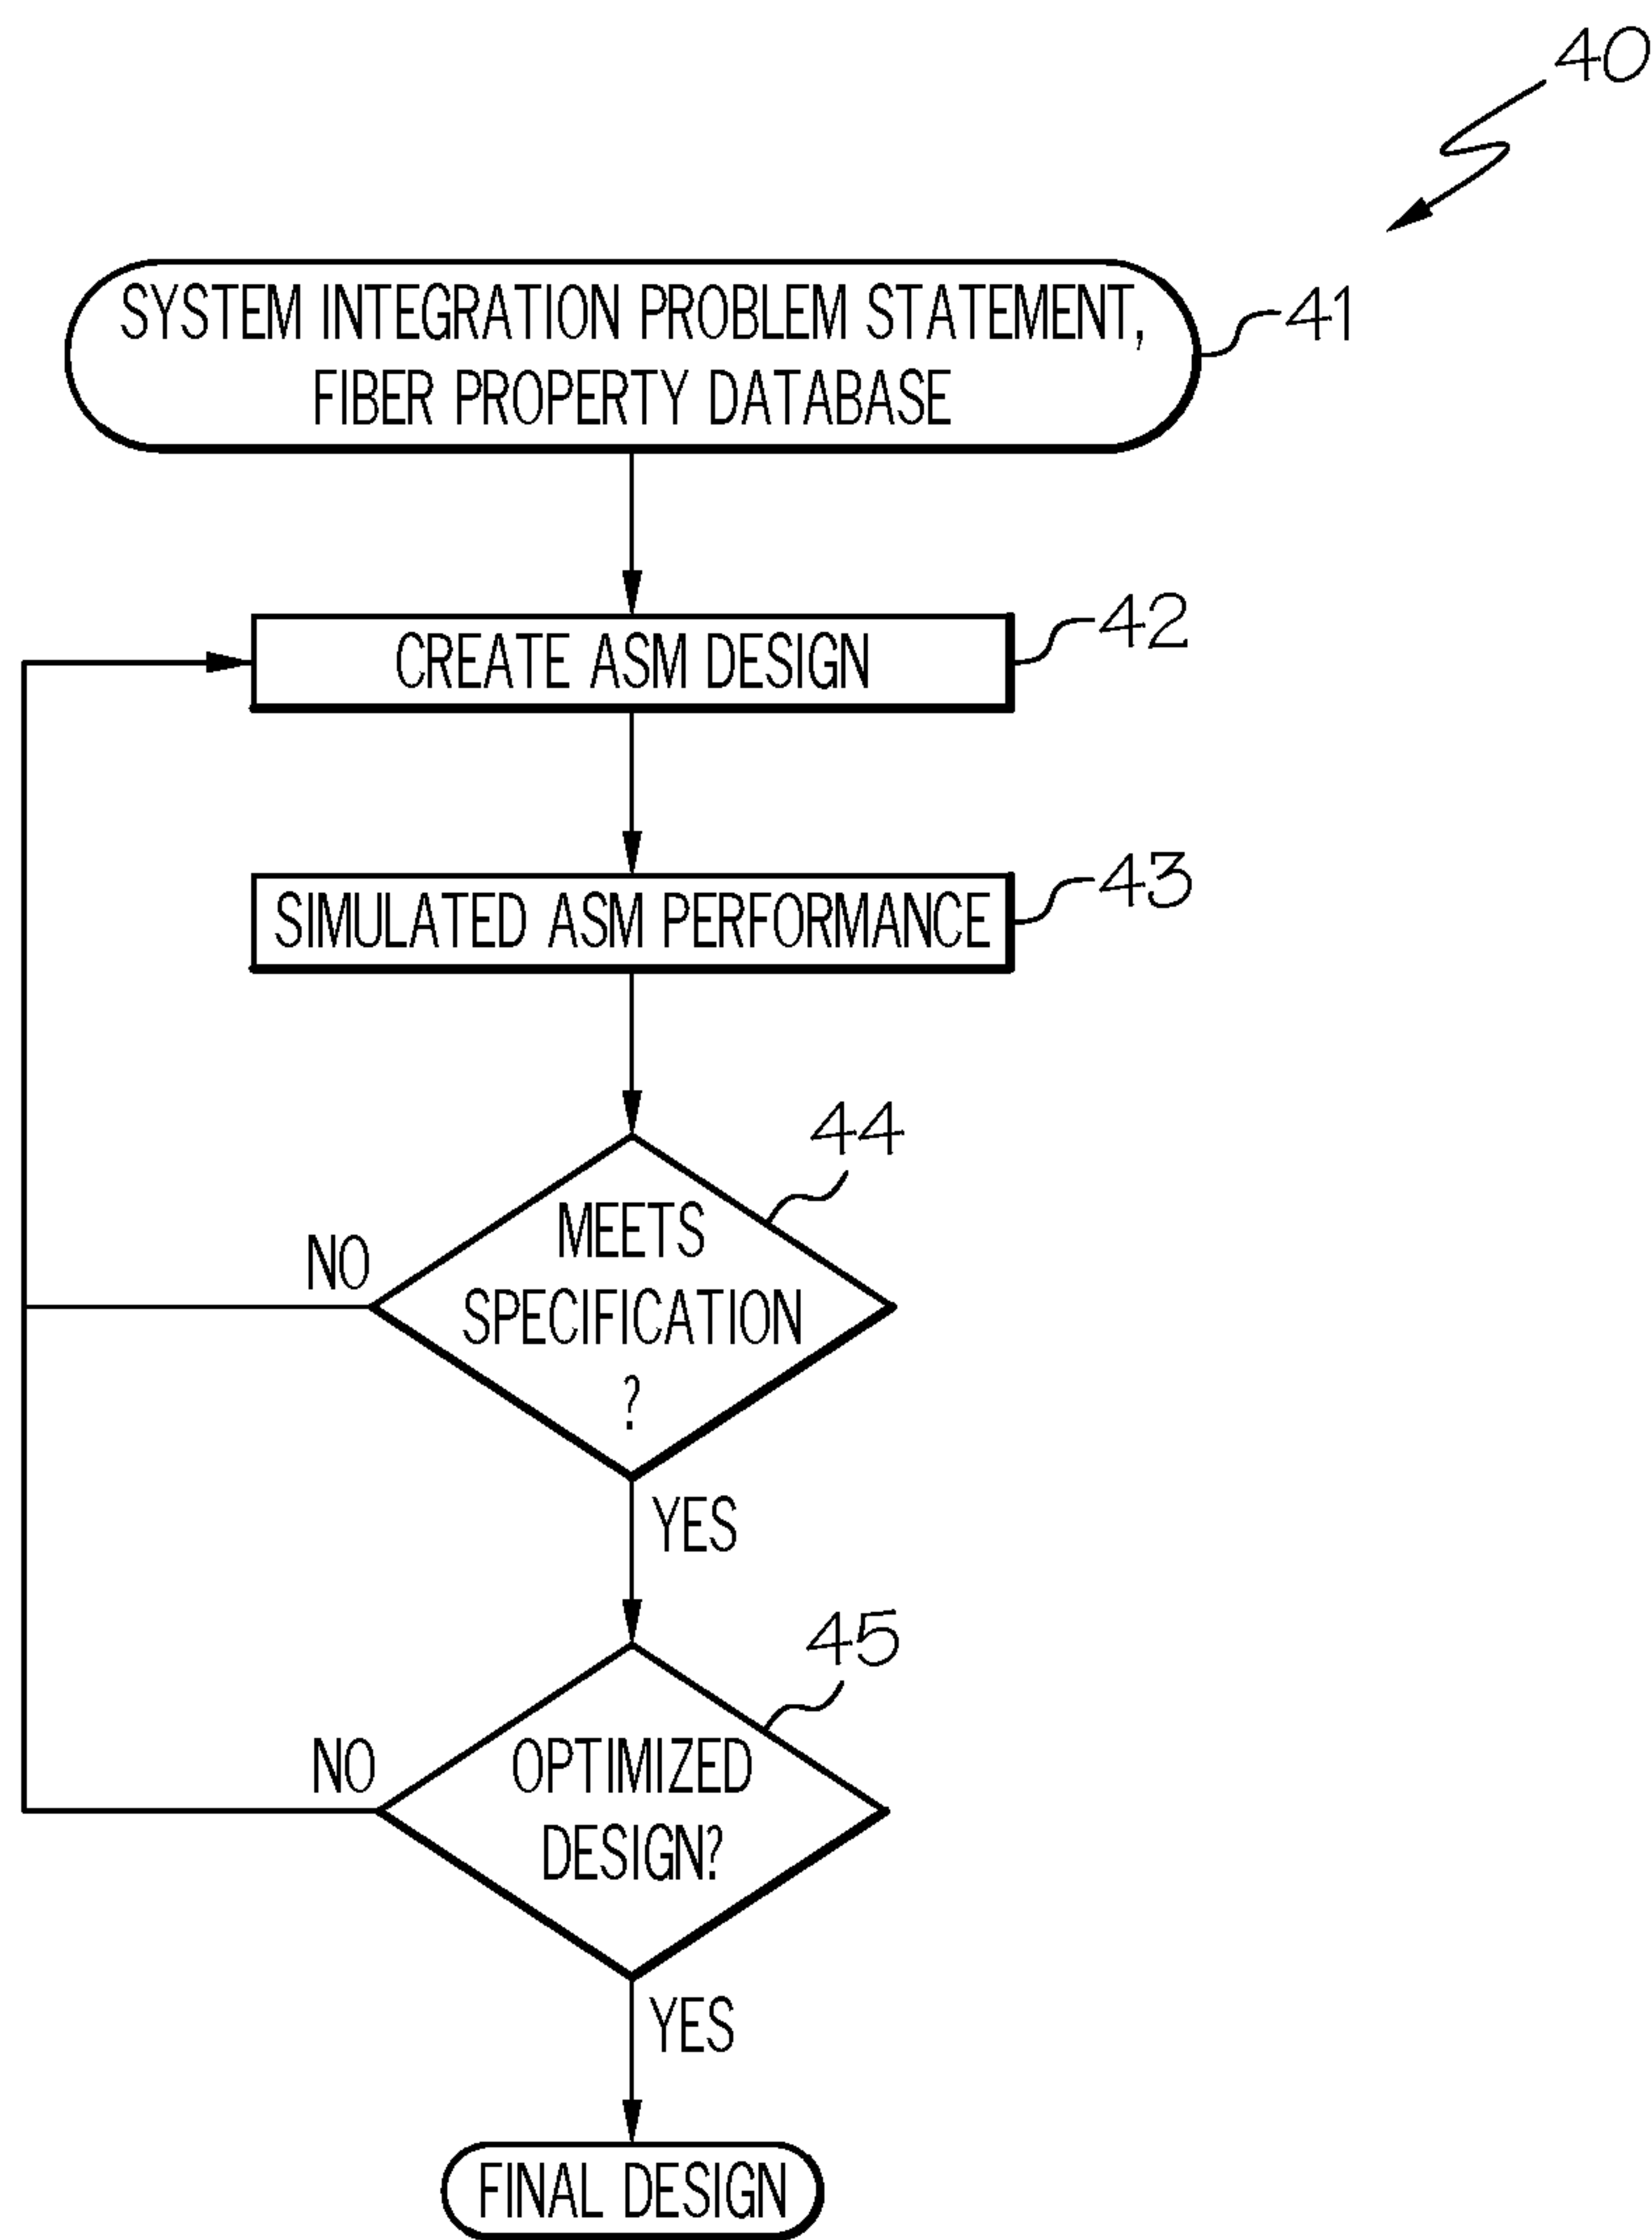 40
SYSTEM INTEGRATION PROBLEM STATEMENT,
FIBER PROPERTY DATABASE
41
CREATE ASM DESIGN
42
SIMULATED ASM PERFORMANCE
43
44
MEETS
SPECIFICATION
?
NO
YES
45
OPTIMIZED
DESIGN?
NO
YES
FINAL DESIGN